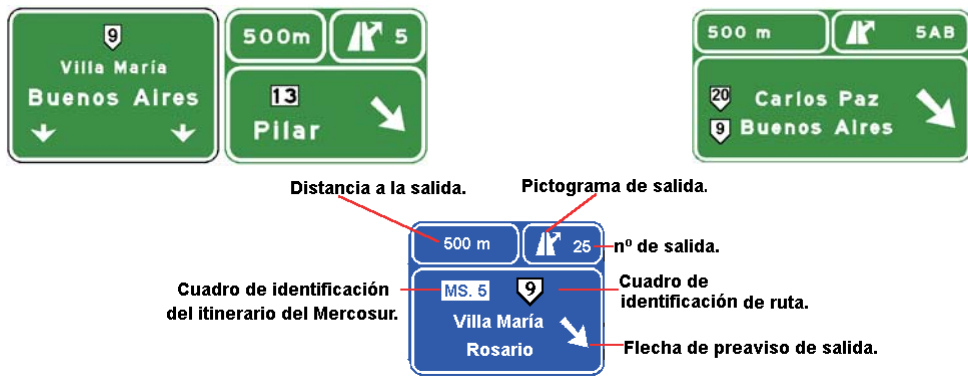 9
Villa María
Buenos Aires
500m
5
13
Pilar
500 m
5AB
20 Carlos Paz
9 Buenos Aires
Distancia a la salida.
Pictograma de salida.
500 m
25
nº de salida.
Cuadro de identificación
del itinerario del Mercosur.
MS. 5
9
Cuadro de
identificación de ruta.
Villa María
Rosario
Flecha de preaviso de salida.